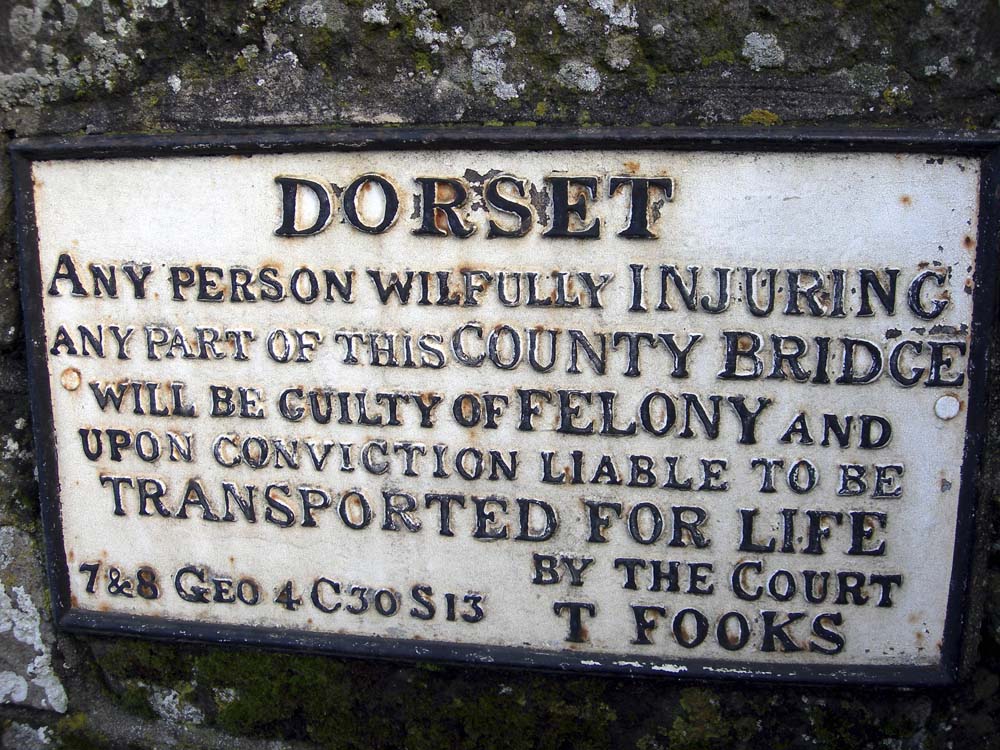 DORSET
ANY PERSON WILFULLY INJURING
ANY PART OF THIS COUNTY BRIDGE
WILL BE GUILTY OF FELONY AND
UPON CONVICTION LIABLE TO BE
TRANSPORTED FOR LIFE
BY THE COURT
7&8 GEO 4 C30 S13 T FOOKS